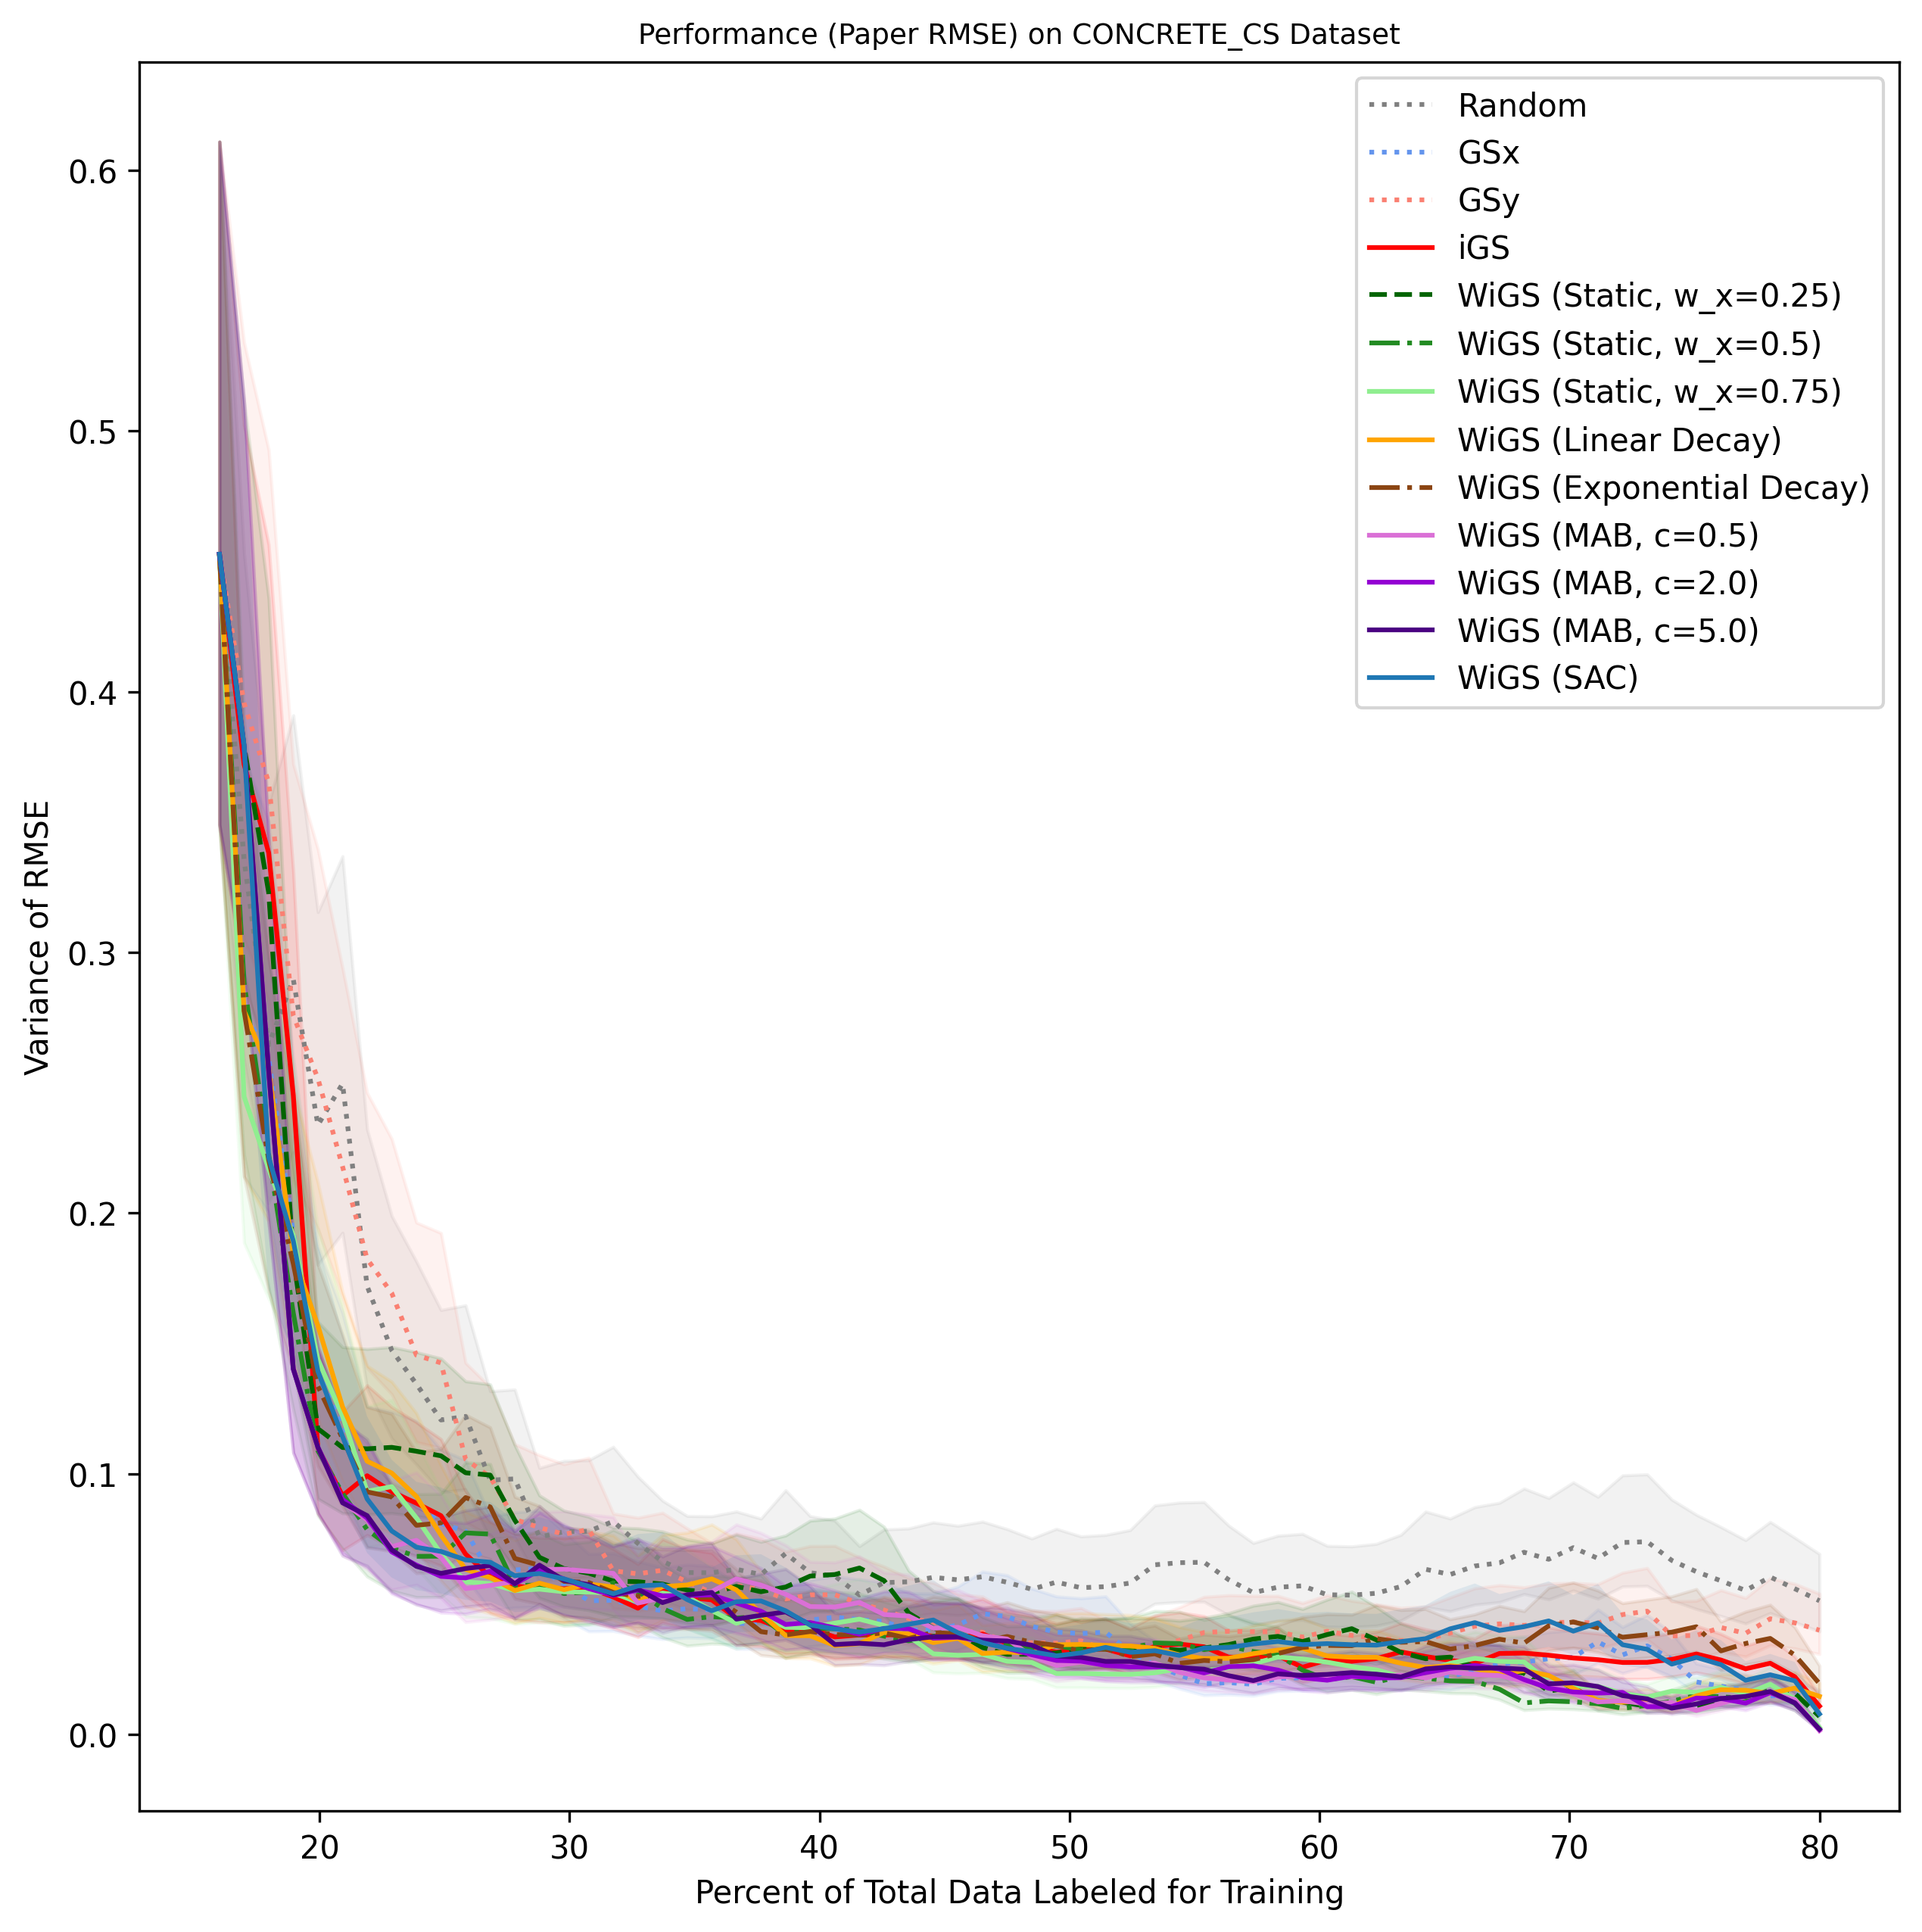 Performance (Paper RMSE) on CONCRETE_CS Dataset
Random
GSx
GSy
iGS
WiGS (Static, w_x=0.25)
WiGS (Static, w_x=0.5)
WiGS (Static, w_x=0.75)
WiGS (Linear Decay)
WiGS (Exponential Decay)
WiGS (MAB, c=0.5)
WiGS (MAB, c=2.0)
WiGS (MAB, c=5.0)
WiGS (SAC)
Variance of RMSE
0.6
0.5
0.4
0.3
0.2
0.1
0.0
20 30 40 50 60 70 80
Percent of Total Data Labeled for Training